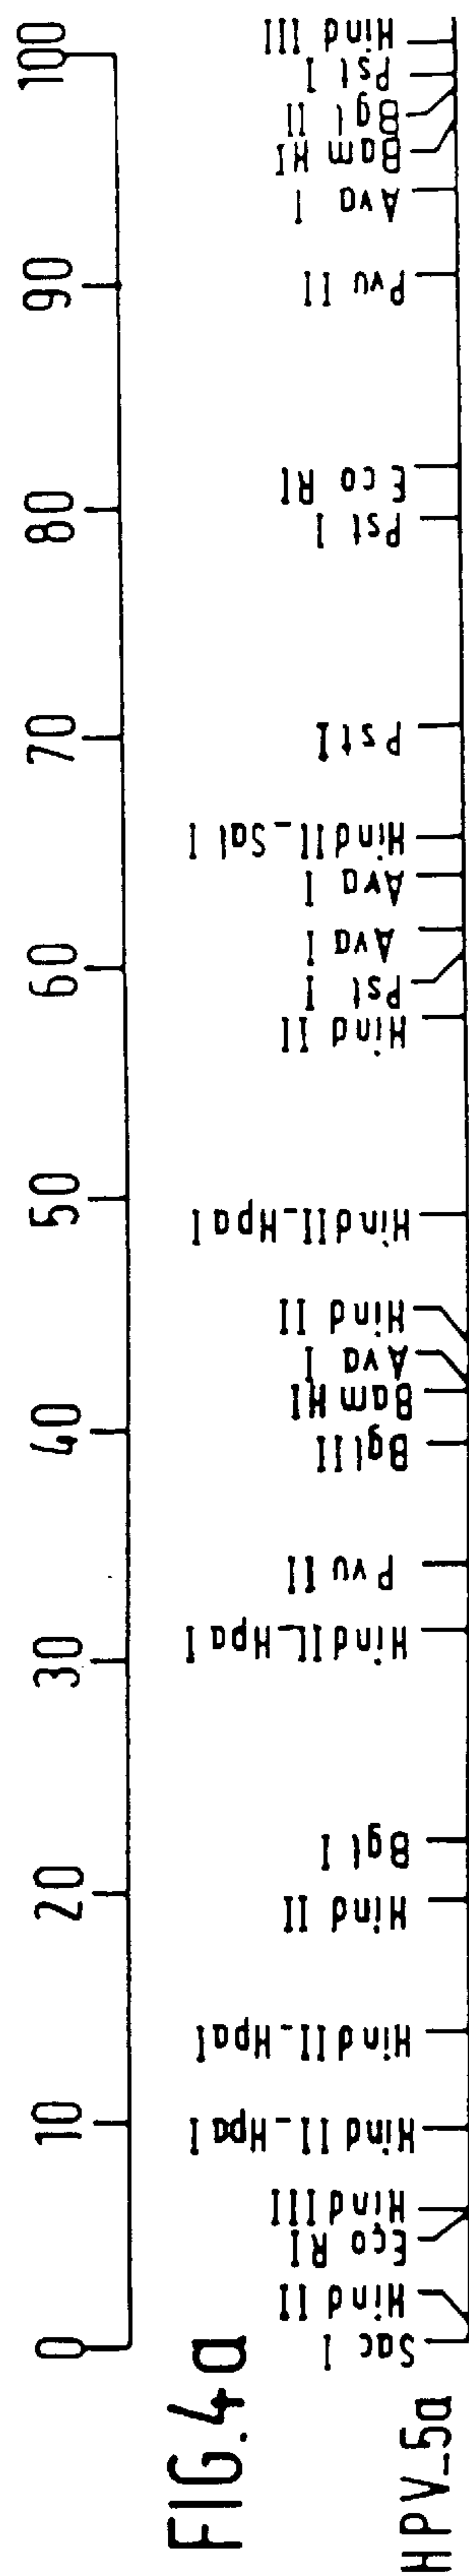 FIG.4a
0 10 20 30 40 50 60 70 80 90 100
HPV_5a
Sac I
Hind II
Eco RI
Hind III
Hind II_Hpa I
Hind II_HpaI
Hind II
Bgl I
Hind II_Hpa I
Pvu II
Bgl II
Bam HI
Ava I
Hind II
Hind II_Hpa I
Hind II
Pst I
Ava I
Ava I
Hind II_Sal I
Pst I
Pst I
Eco RI
Pvu II
Ava I
Bam HI
Bgl II
Pst I
Hind III